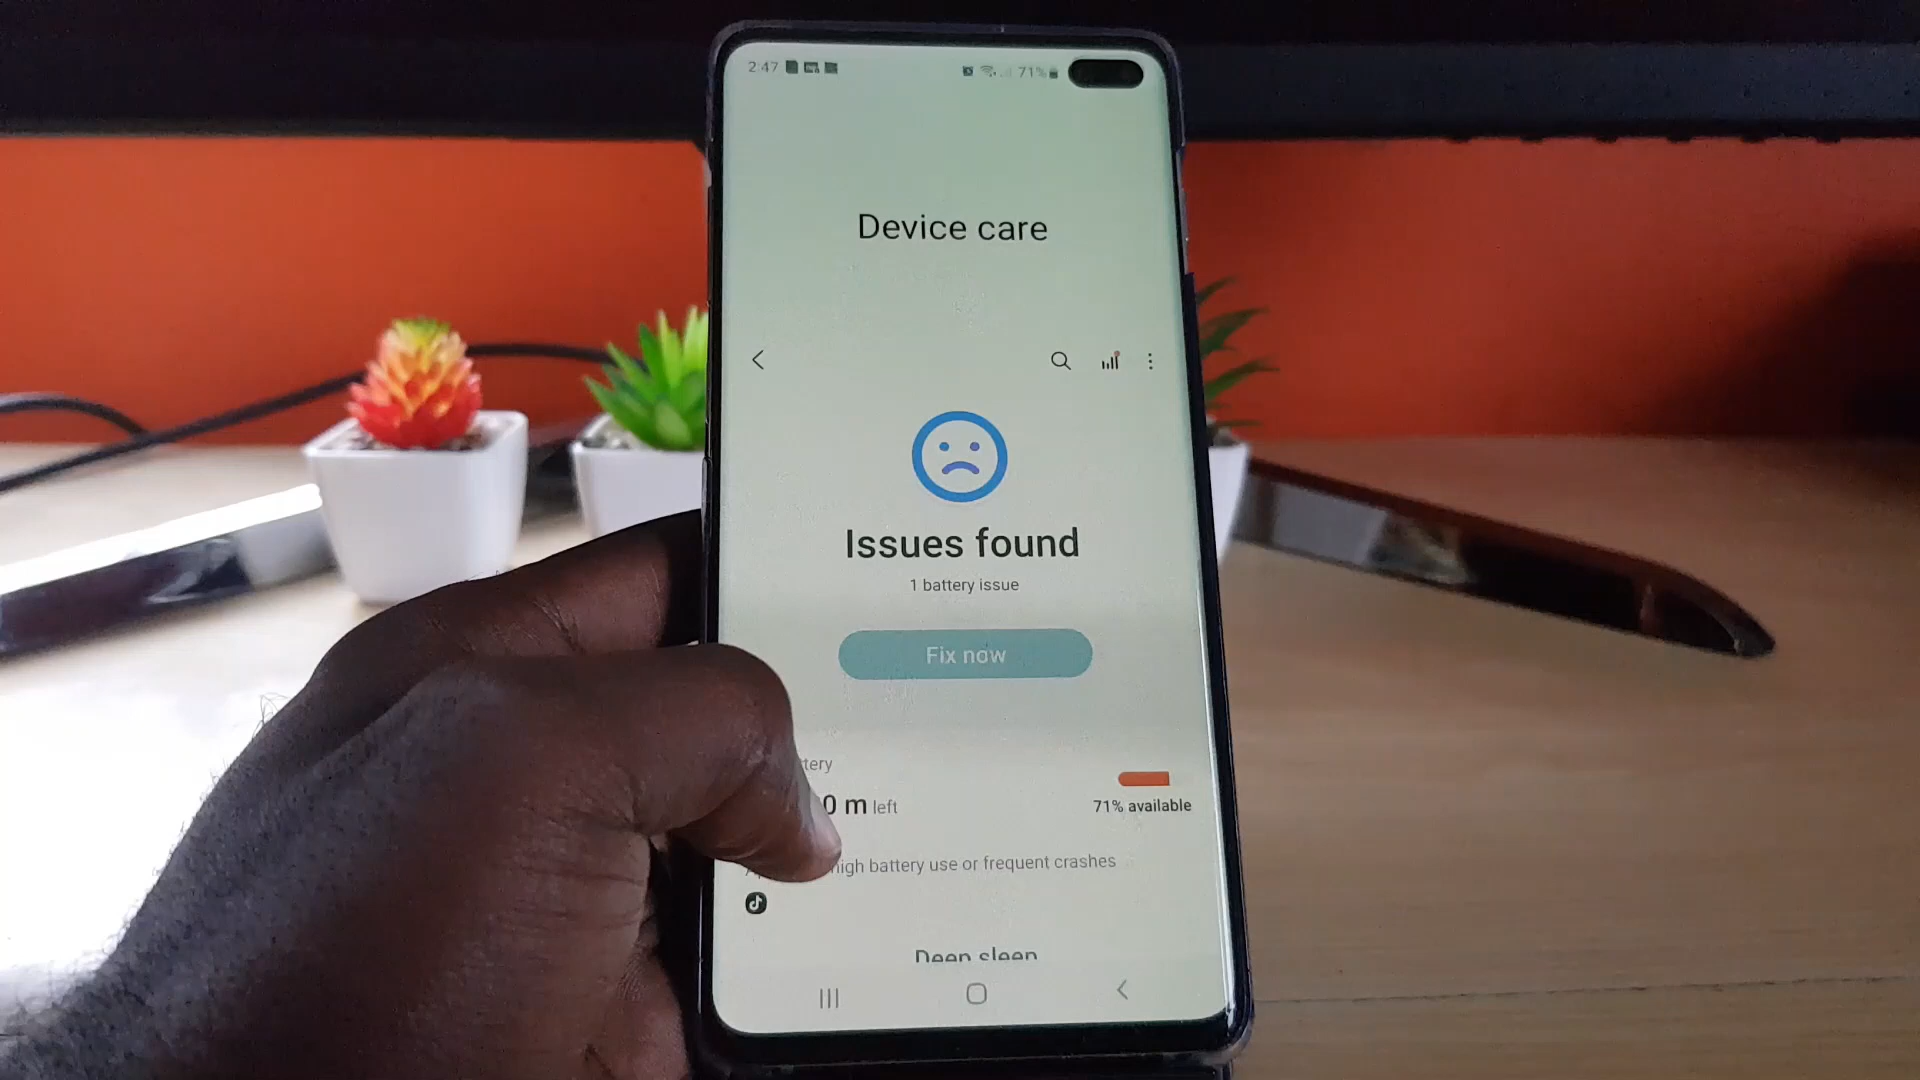 2:47
71%
Device care
Issues found
1 battery issue
Fix now
0 m left
71% available
high battery use or frequent crashes
Deep sleep